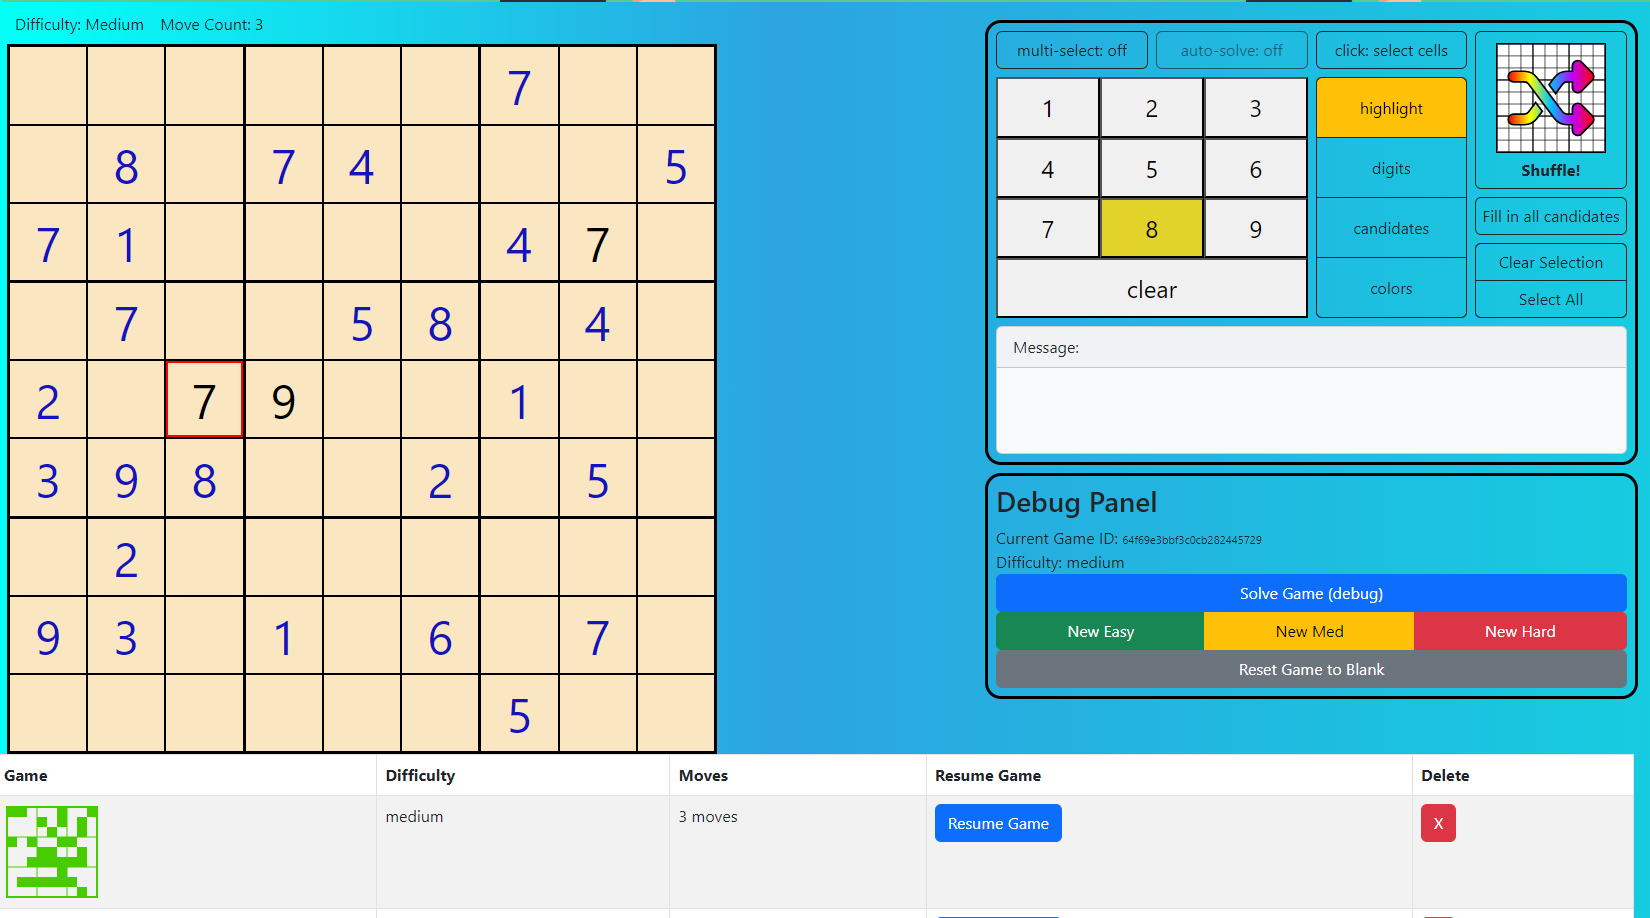 Difficulty: Medium Move Count: 3
7
8 7 4 5
7 1 4 7
7 5 8 4
2 7 9 1
3 9 8 2 5
2
9 3 1 6 7
5
multi-select: off auto-solve: off click: select cells
1 2 3
4 5 6
7 8 9
clear
highlight
digits
candidates
colors
Shuffle!
Fill in all candidates
Clear Selection
Select All
Message:
Debug Panel
Current Game ID: 64f69e3bbf3c0cb282445729
Difficulty: medium
Solve Game (debug)
New Easy New Med New Hard
Reset Game to Blank
Game Difficulty Moves Resume Game Delete
medium 3 moves Resume Game X